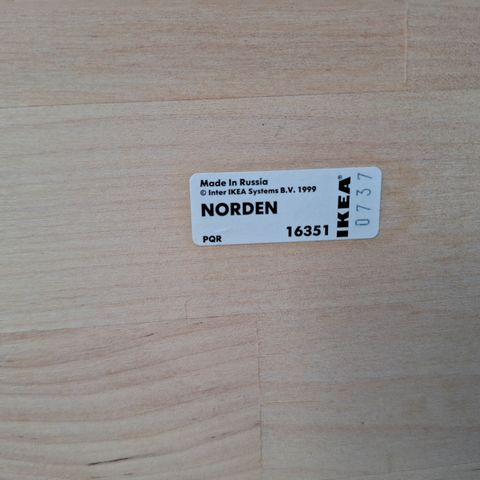 Made In Russia
© Inter IKEA Systems B.V. 1999
NORDEN
PQR 16351
IKEA®
0737